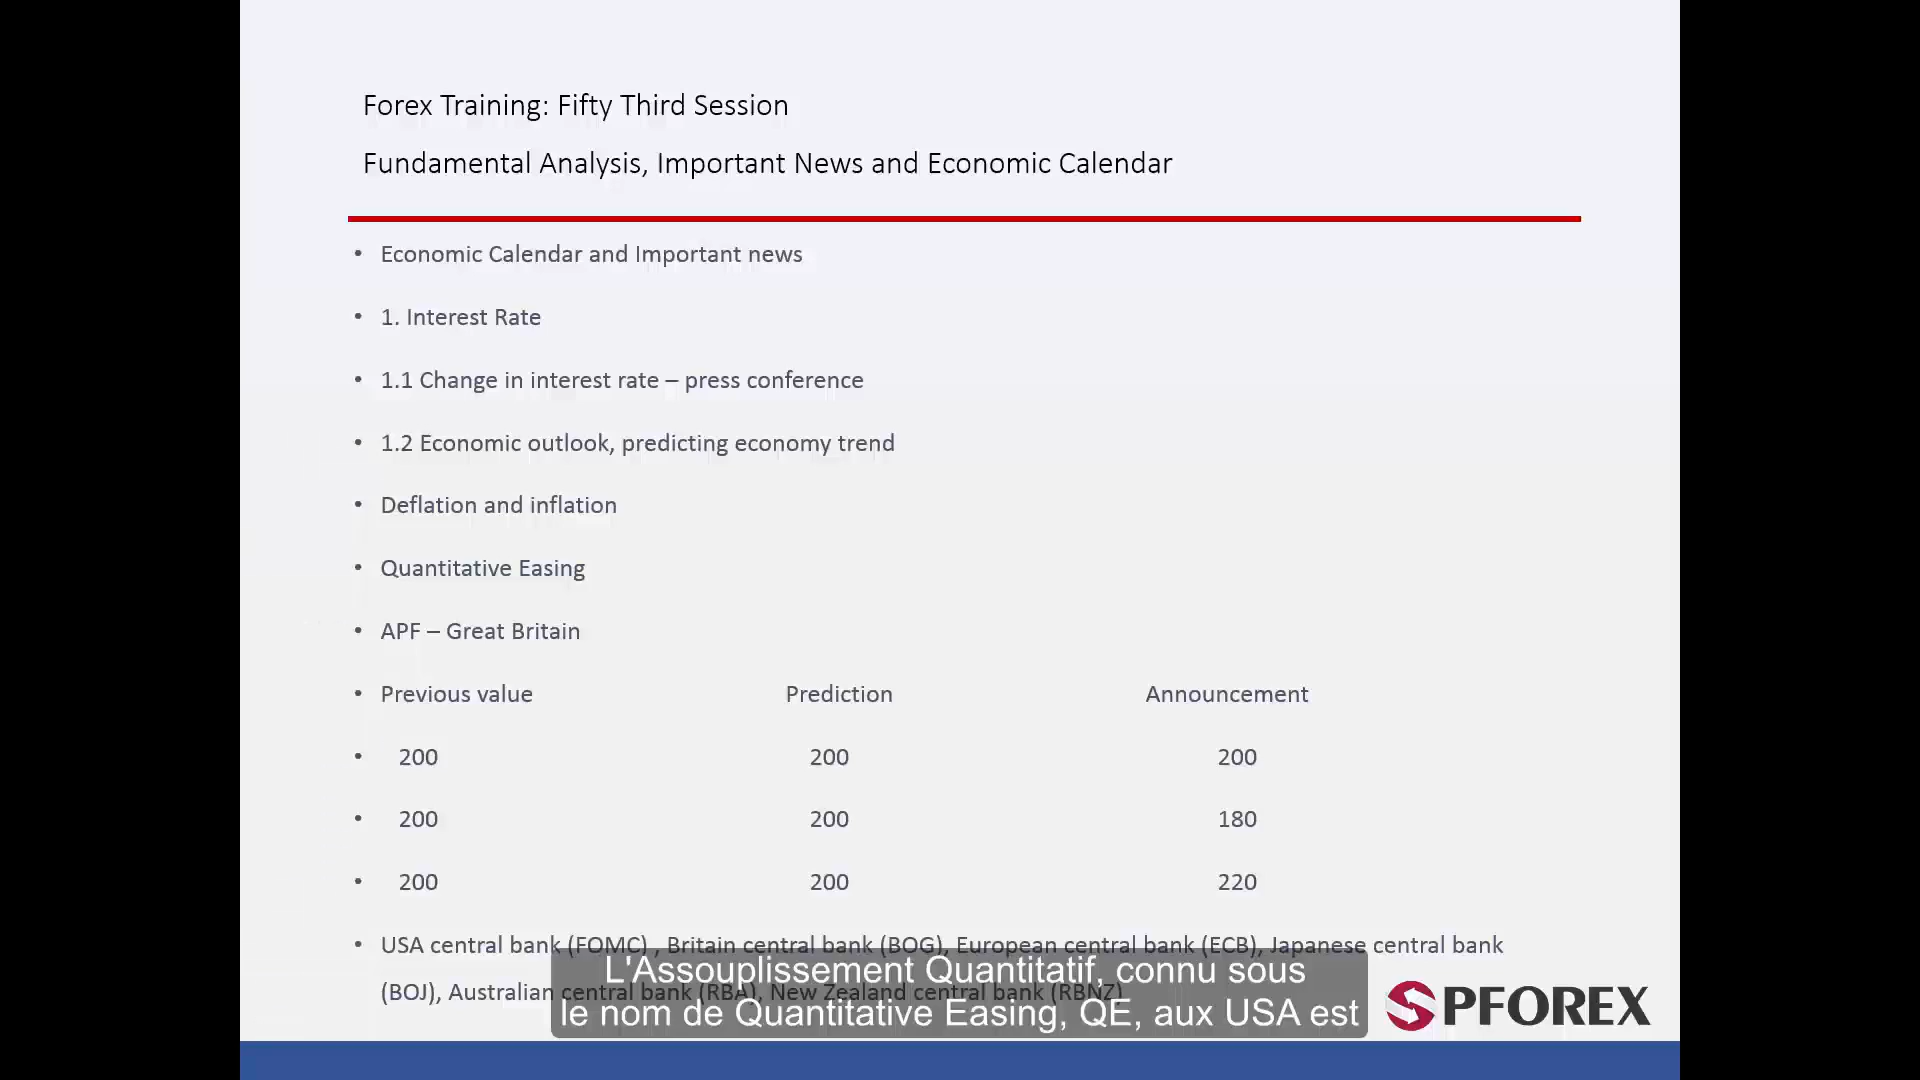 Forex Training: Fifty Third Session
Fundamental Analysis, Important News and Economic Calendar
• Economic Calendar and Important news
• 1. Interest Rate
• 1.1 Change in interest rate – press conference
• 1.2 Economic outlook, predicting economy trend
• Deflation and inflation
• Quantitative Easing
• APF – Great Britain
• Previous value Prediction Announcement
• 200 200 200
• 200 200 180
• 200 200 220
• USA central bank (FOMC) , Britain central bank (BOG), European central bank (ECB), Japanese central bank
(BOJ), Australian central bank (RBA), New Zealand central bank (RBNZ)
L'Assouplissement Quantitatif, connu sous
le nom de Quantitative Easing, QE, aux USA est
SPFOREX